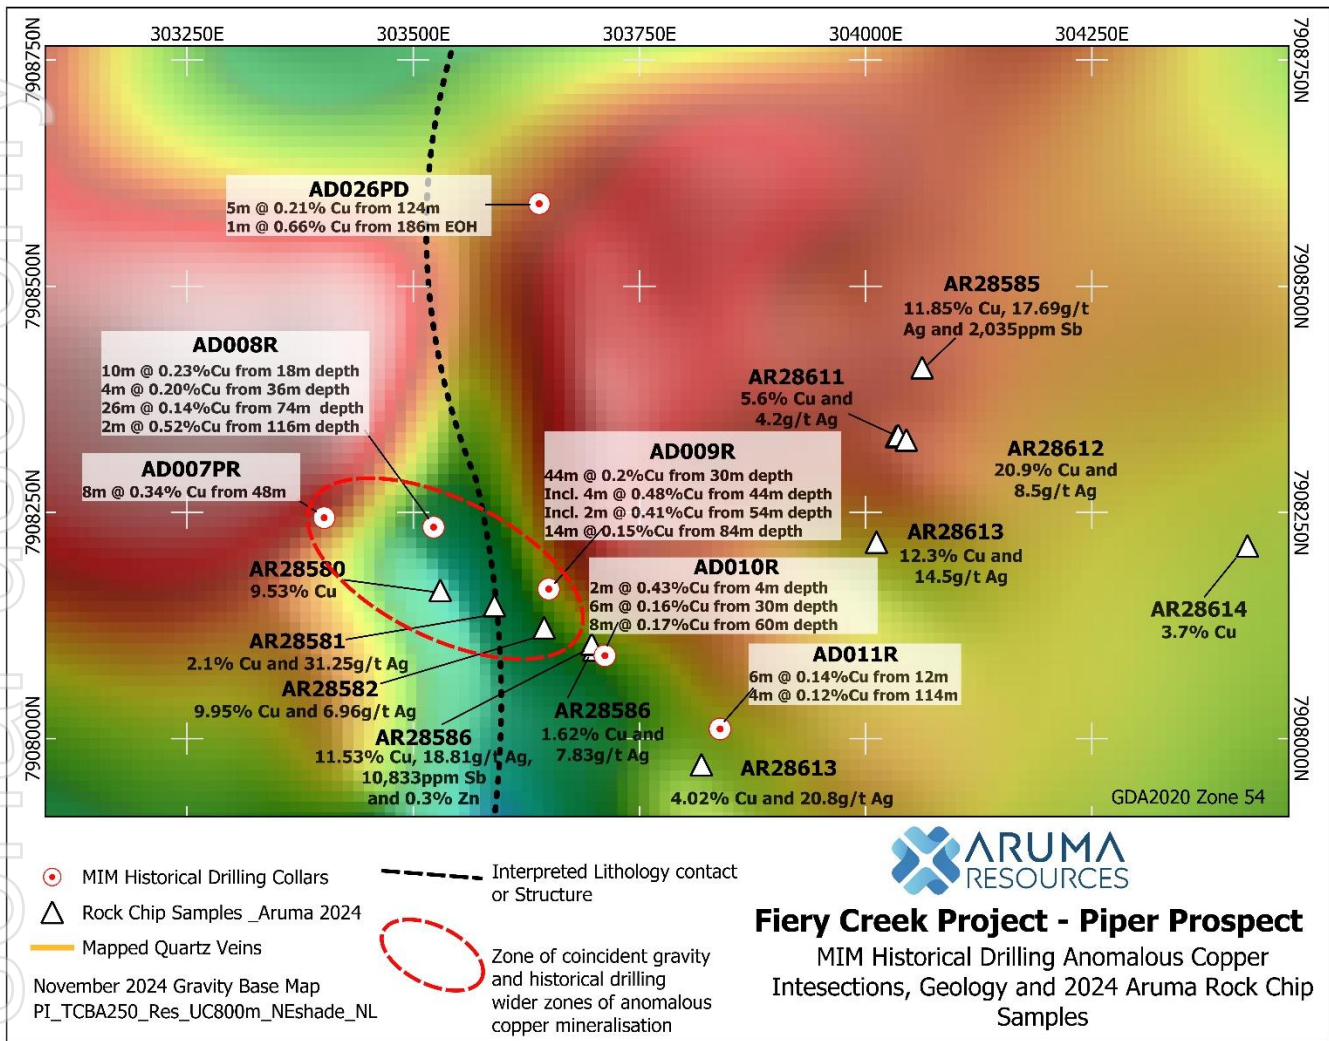 303250E
303500E
303750E
304000E
304250E
7908750N
7908750N
AD026PD
5m @ 0.21% Cu from 124m
1m @ 0.66% Cu from 186m EOH
7908500N
7908500N
AR28585
11.85% Cu, 17.69g/t
Ag and 2,035ppm Sb
AD008R
10m @ 0.23%Cu from 18m depth
4m @ 0.20%Cu from 36m depth
26m @ 0.14%Cu from 74m depth
2m @ 0.52%Cu from 116m depth
AR28611
5.6% Cu and
4.2g/t Ag
AR28612
20.9% Cu and
8.5g/t Ag
AD007PR
8m @ 0.34% Cu from 48m
AD009R
44m @ 0.2%Cu from 30m depth
Incl. 4m @ 0.48%Cu from 44m depth
Incl. 2m @ 0.41%Cu from 54m depth
14m @ 0.15%Cu from 84m depth
7908250N
7908250N
AR28613
12.3% Cu and
14.5g/t Ag
AR28614
3.7% Cu
AR28580
9.53% Cu
AD010R
2m @ 0.43%Cu from 4m depth
6m @ 0.16%Cu from 30m depth
8m @ 0.17%Cu from 60m depth
AR28581
2.1% Cu and 31.25g/t Ag
AR28582
9.95% Cu and 6.96g/t Ag
AD011R
6m @ 0.14%Cu from 12m
4m @ 0.12%Cu from 114m
AR28586
11.53% Cu, 18.81g/t Ag,
10,833ppm Sb
and 0.3% Zn
AR28586
1.62% Cu and
7.83g/t Ag
7908000N
7908000N
AR28613
4.02% Cu and 20.8g/t Ag
GDA2020 Zone 54
MIM Historical Drilling Collars
Rock Chip Samples _Aruma 2024
Mapped Quartz Veins
November 2024 Gravity Base Map
PI_TCBA250_Res_UC800m_NEshade_NL
Interpreted Lithology contact
or Structure
Zone of coincident gravity
and historical drilling
wider zones of anomalous
copper mineralisation
ARUMA
RESOURCES
Fiery Creek Project - Piper Prospect
MIM Historical Drilling Anomalous Copper
Intesections, Geology and 2024 Aruma Rock Chip
Samples